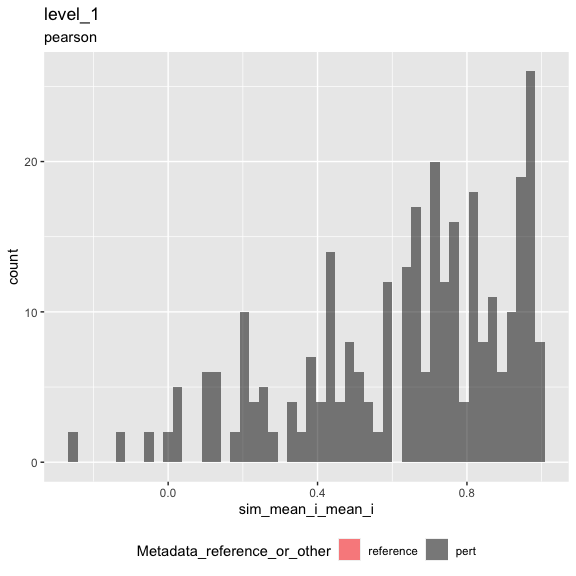 level_1
pearson
count
20
10
0
0.0 0.4 0.8
sim_mean_i_mean_i
Metadata_reference_or_other reference pert